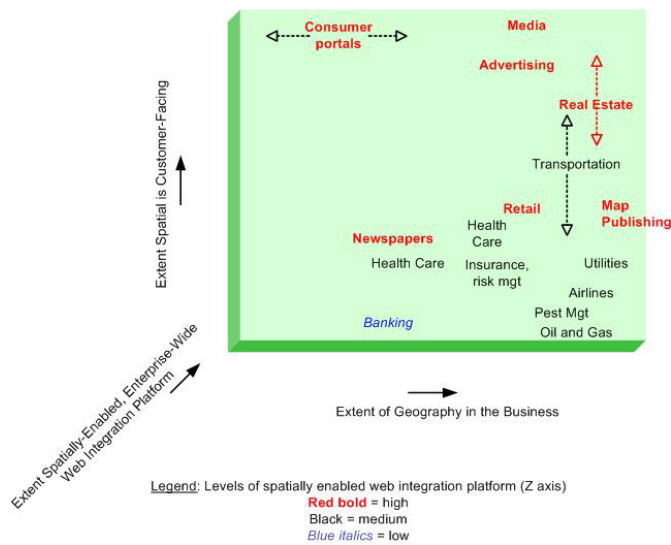 Consumer
portals
Media
Advertising
Real Estate
Transportation
Retail
Map
Publishing
Health
Care
Newspapers
Health Care
Insurance,
risk mgt
Utilities
Airlines
Pest Mgt
Oil and Gas
Banking
Extent Spatial is Customer-Facing
Extent Spatially-Enabled, Enterprise-Wide
Web Integration Platform
Extent of Geography in the Business
Legend: Levels of spatially enabled web integration platform (Z axis)
Red bold = high
Black = medium
Blue italics = low